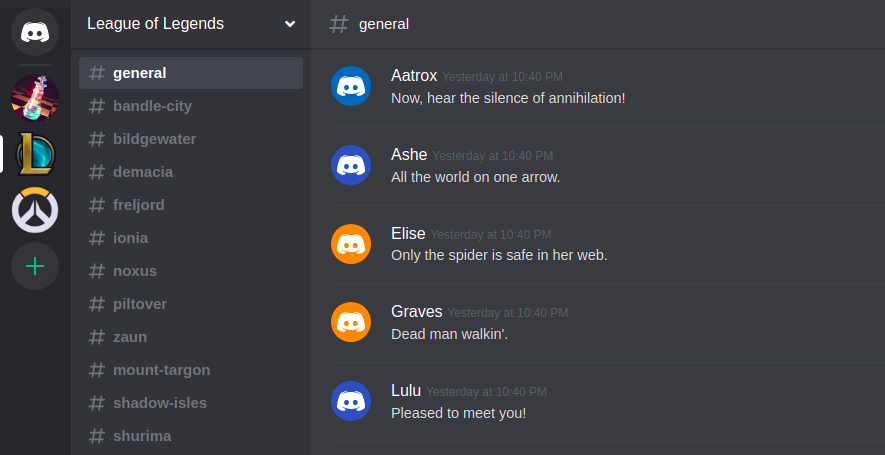 League of Legends
general
bandle-city
bildgewater
demacia
freljord
ionia
noxus
piltover
zaun
mount-targon
shadow-isles
shurima
general
Aatrox Yesterday at 10:40 PM
Now, hear the silence of annihilation!
Ashe Yesterday at 10:40 PM
All the world on one arrow.
Elise Yesterday at 10:40 PM
Only the spider is safe in her web.
Graves Yesterday at 10:40 PM
Dead man walkin'.
Lulu Yesterday at 10:40 PM
Pleased to meet you!